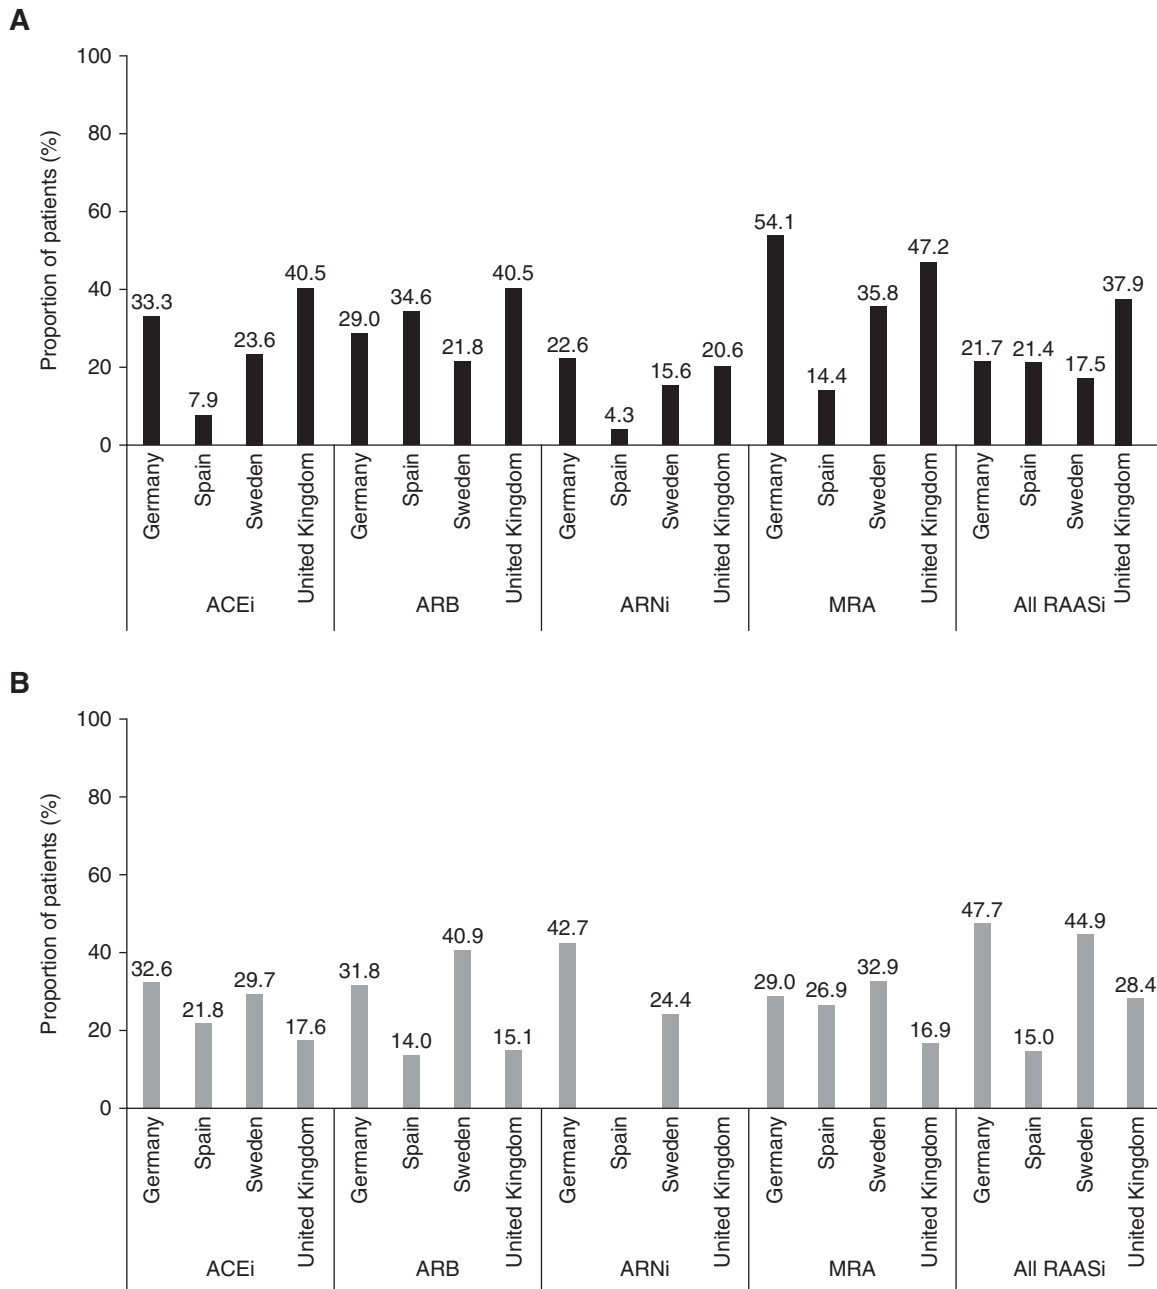 A
Proportion of patients (%)
100
80
60
40
20
0
33.3
7.9
23.6
40.5
29.0
34.6
21.8
40.5
22.6
4.3
15.6
20.6
54.1
14.4
35.8
47.2
21.7
21.4
17.5
37.9
Germany
Spain
Sweden
United Kingdom
Germany
Spain
Sweden
United Kingdom
Germany
Spain
Sweden
United Kingdom
Germany
Spain
Sweden
United Kingdom
Germany
Spain
Sweden
United Kingdom
ACEi
ARB
ARNi
MRA
All RAASi
B
Proportion of patients (%)
100
80
60
40
20
0
32.6
21.8
29.7
17.6
31.8
14.0
40.9
15.1
42.7
24.4
29.0
26.9
32.9
16.9
47.7
15.0
44.9
28.4
Germany
Spain
Sweden
United Kingdom
Germany
Spain
Sweden
United Kingdom
Germany
Spain
Sweden
United Kingdom
Germany
Spain
Sweden
United Kingdom
Germany
Spain
Sweden
United Kingdom
ACEi
ARB
ARNi
MRA
All RAASi